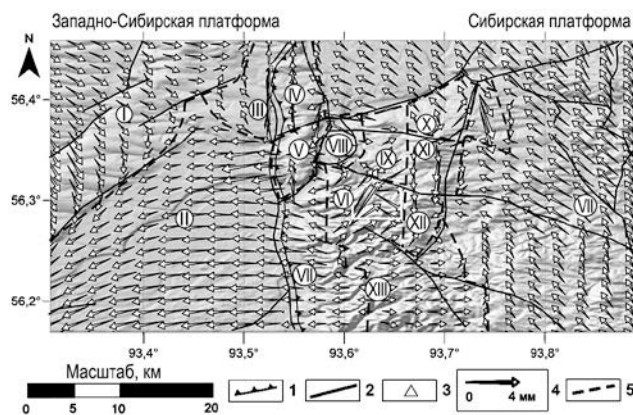 Западно-Сибирская платформа Сибирская платформа
N
56,4°
56,3°
56,2°
I
II
III
IV
V
VIII
IX
X
XI
VI
XII
VII
VII
XIII
93,4° 93,5° 93,6° 93,7° 93,8°
Масштаб, км
0 5 10 20
1 2 3 0 4 мм 4 5